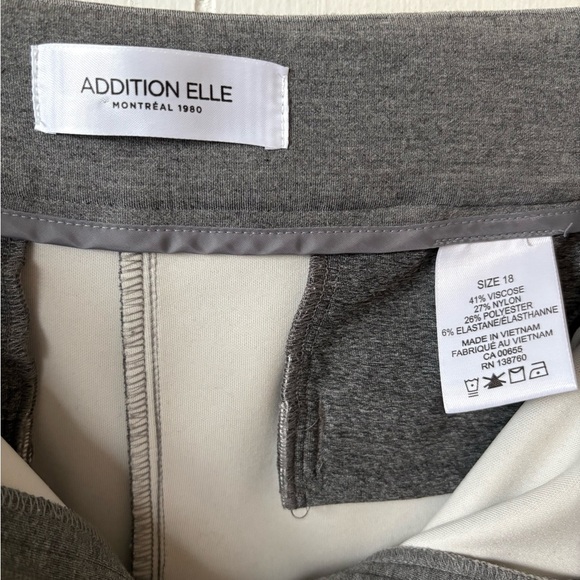 ADDITION ELLE
MONTRÉAL 1980
SIZE 18
41% VISCOSE
27% NYLON
26% POLYESTER
6% ELASTANE/ÉLASTHANNE
MADE IN VIETNAM
FABRIQUÉ AU VIETNAM
CA 00655
RN 138760